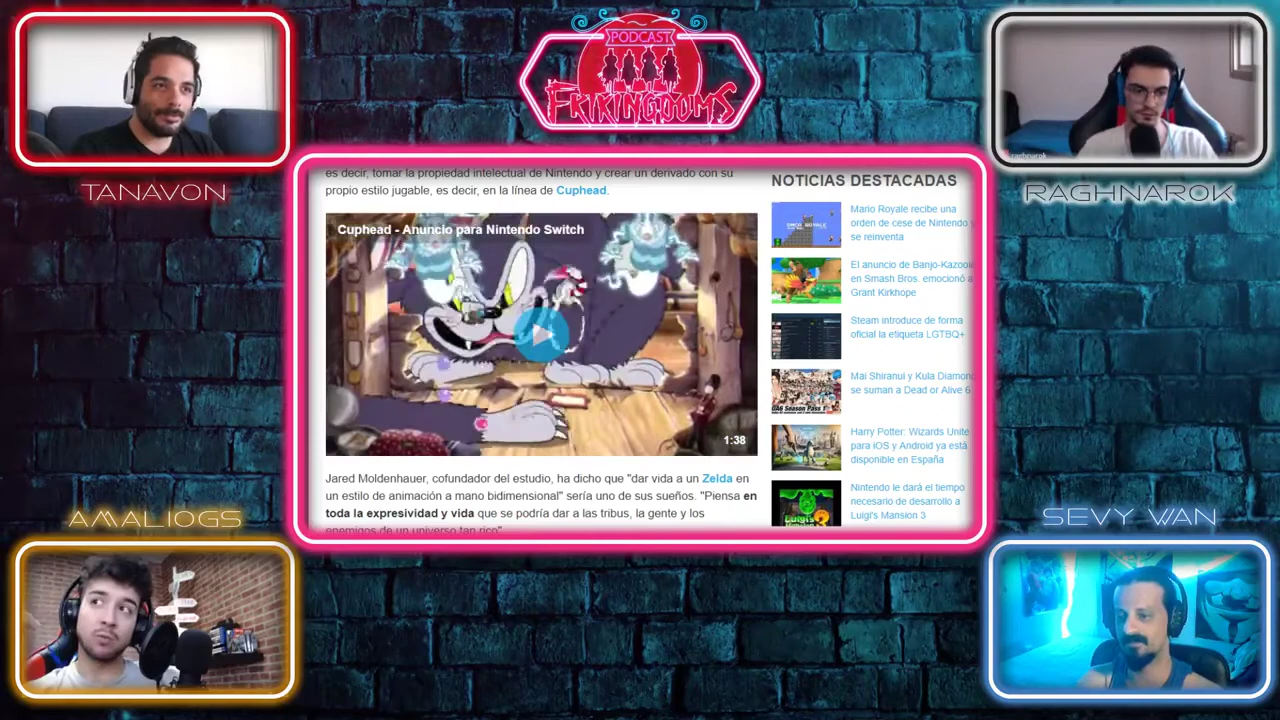 PODCAST
FRIKINGDOMS
TANAVON
raghnarok
RAGHNAROK
es decir, tomar la propiedad intelectual de Nintendo y crear un derivado con su
propio estilo jugable, es decir, en la línea de Cuphead.
Cuphead - Anuncio para Nintendo Switch
1:38
Jared Moldenhauer, cofundador del estudio, ha dicho que "dar vida a un Zelda en
un estilo de animación a mano bidimensional" sería uno de sus sueños. "Piensa en
toda la expresividad y vida que se podría dar a las tribus, la gente y los
enemigos de un universo tan rico".
NOTICIAS DESTACADAS
Mario Royale recibe una
orden de cese de Nintendo y
se reinventa
El anuncio de Banjo-Kazooie
en Smash Bros. emocionó a
Grant Kirkhope
Steam introduce de forma
oficial la etiqueta LGTBQ+
Mai Shiranui y Kula Diamond
se suman a Dead or Alive 6
Harry Potter: Wizards Unite
para iOS y Android ya está
disponible en España
Nintendo le dará el tiempo
necesario de desarrollo a
Luigi's Mansion 3
AMALIOGS
SEVY WAN